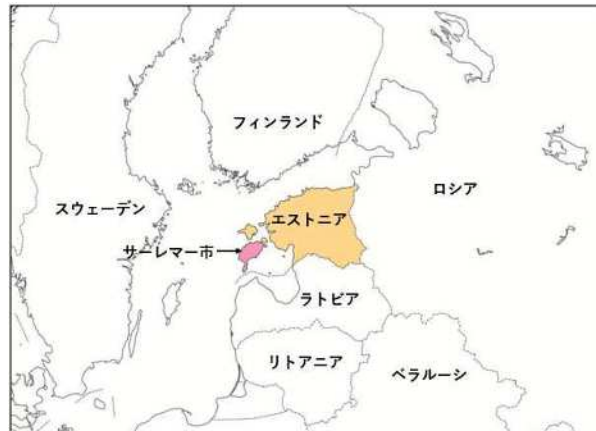 フィンランド
ロシア
スウェーデン
エストニア
サーレマー市
ラトビア
リトアニア
ベラルーシ